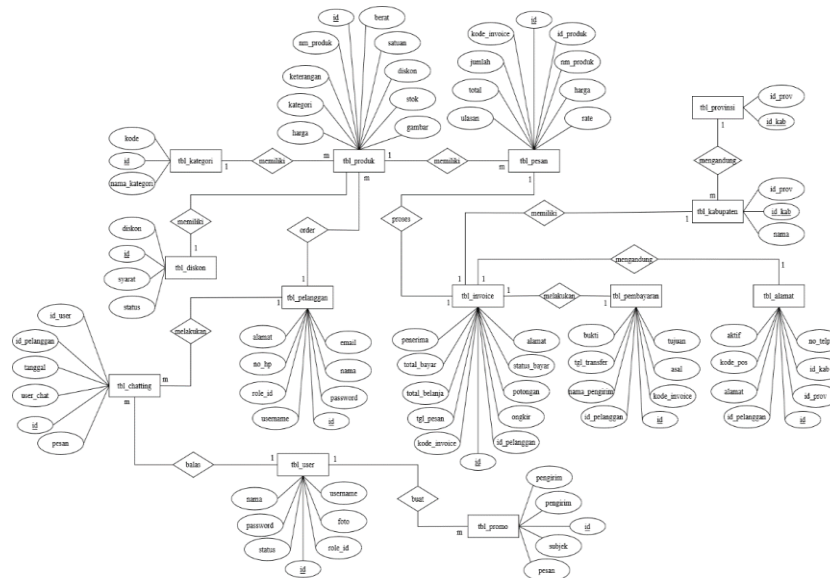 id
berat
nm_produk
satuan
keterangan
diskon
kategori
stok
harga
gambar
id
kode_invoice
id_produk
jumlah
nm_produk
total
harga
ulasan
rate
tbl_provinsi
id_prov
id_kab
1
mengandung
m
kode
id
nama_kategori
tbl_kategori
1
memiliki
m
tbl_produk
1
memiliki
m
tbl_pesan
m
m
1
id_prov
id_kab
nama
tbl_kabupaten
1
memiliki
1
memiliki
1
tbl_diskon
diskon
id
syarat
status
order
1
proses
1
mengandung
1
1
tbl_pelanggan
1
melakukan
m
alamat
email
no_hp
nama
role_id
password
username
id
tbl_invoice
1
melakukan
1
tbl_pembayaran
tbl_alamat
penerima
alamat
total_bayar
status_bayar
total_belanja
potongan
tgl_pesan
ongkir
kode_invoice
id_pelanggan
id
bukti
tujuan
tgl_transfer
asal
nama_pengirim
kode_invoice
id_pelanggan
id
aktif
no_telp
kode_pos
id_kab
alamat
id_prov
id_pelanggan
id
id_user
id_pelanggan
tanggal
user_chat
id
pesan
tbl_chatting
m
balas
1
tbl_user
1
nama
username
password
foto
status
role_id
id
buat
m
tbl_promo
pengirim
pengirim
id
subjek
pesan